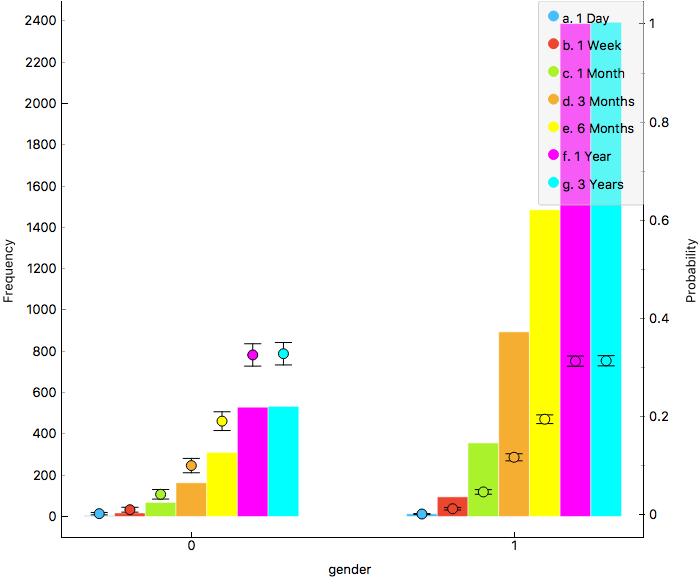 2400
2200
2000
1800
1600
1400
1200
1000
800
600
400
200
0
Frequency
a. 1 Day
b. 1 Week
c. 1 Month
d. 3 Months
e. 6 Months
f. 1 Year
g. 3 Years
1
0.8
0.6
0.4
0.2
0
Probability
0
1
gender